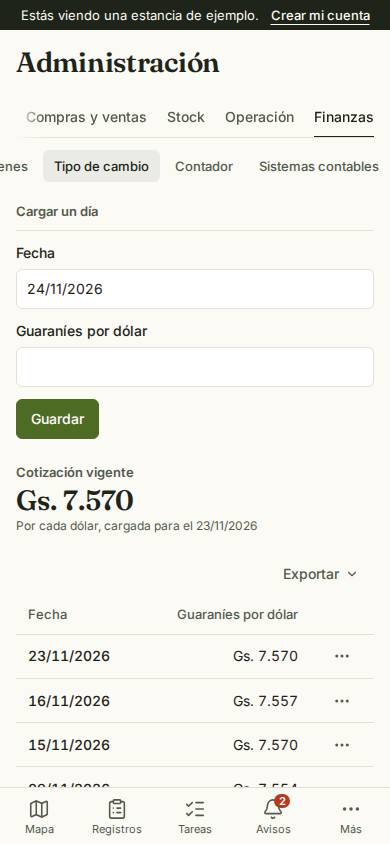 Estás viendo una estancia de ejemplo. Crear mi cuenta
Administración
Compras y ventas Stock Operación Finanzas
enes Tipo de cambio Contador Sistemas contables
Cargar un día
Fecha
24/11/2026
Guaraníes por dólar
Guardar
Cotización vigente
Gs. 7.570
Por cada dólar, cargada para el 23/11/2026
Exportar
Fecha Guaraníes por dólar
23/11/2026 Gs. 7.570
16/11/2026 Gs. 7.557
15/11/2026 Gs. 7.570
2
Mapa Registros Tareas Avisos Más